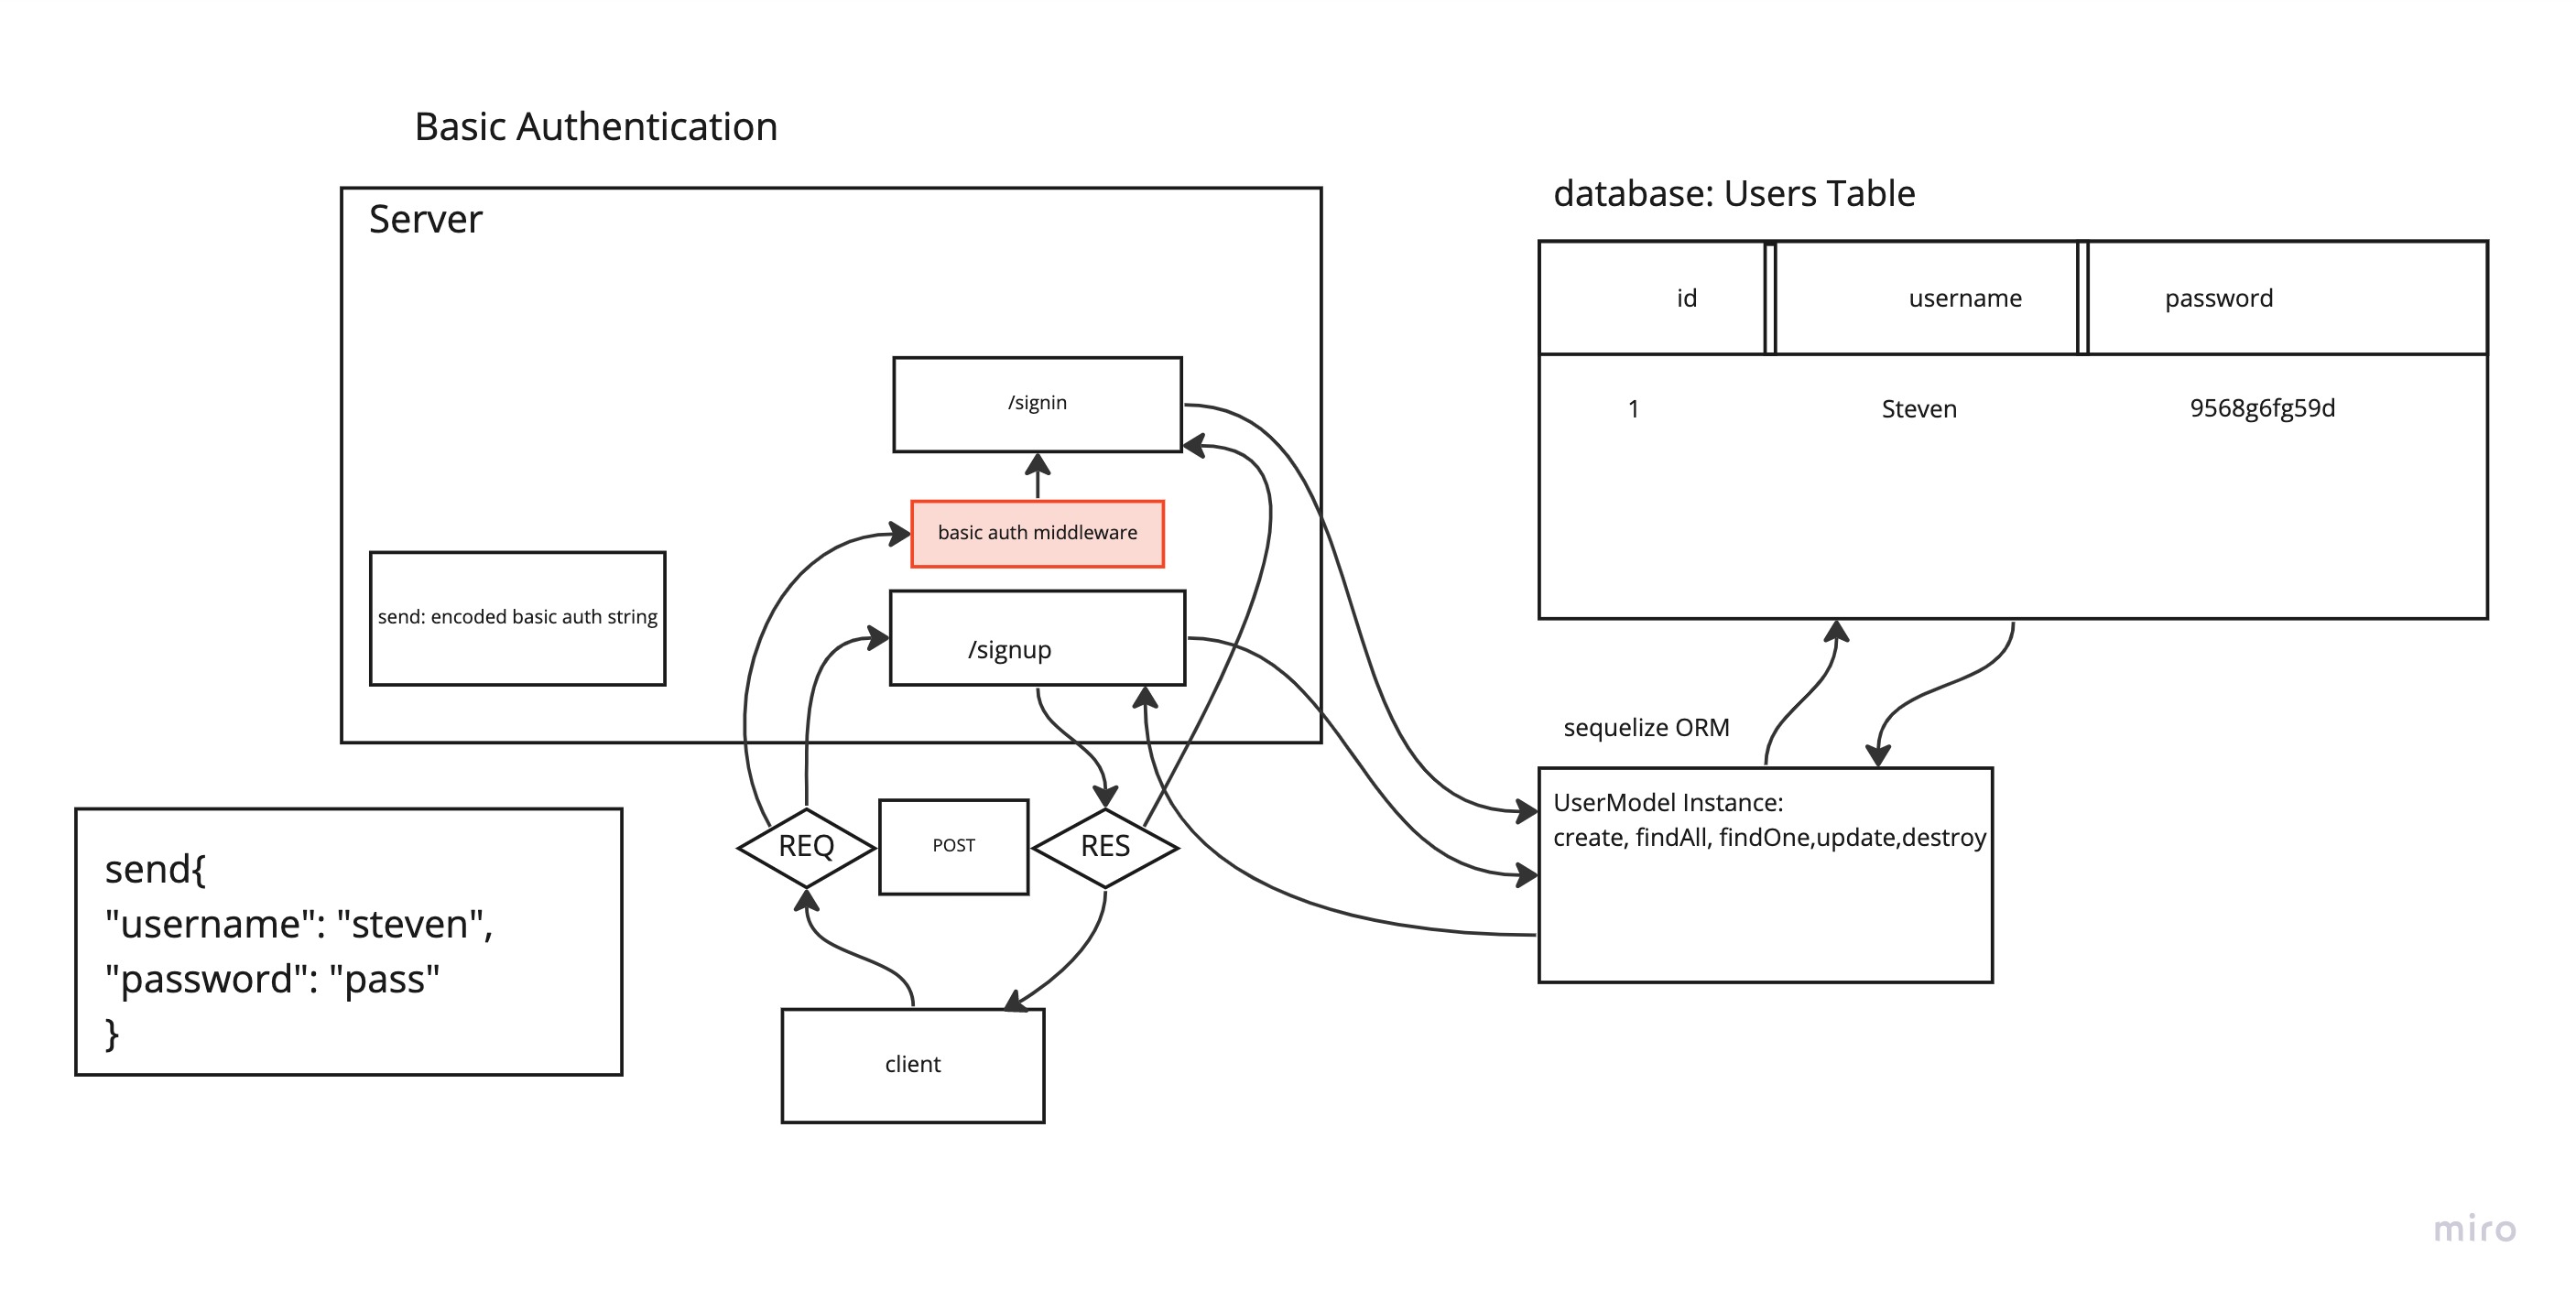 Basic Authentication
Server
/signin
basic auth middleware
send: encoded basic auth string
/signup
database: Users Table
id username password
1 Steven 9568g6fg59d
sequelize ORM
UserModel Instance:
create, findAll, findOne,update,destroy
send{
"username": "steven",
"password": "pass"
}
REQ
POST
RES
client
miro